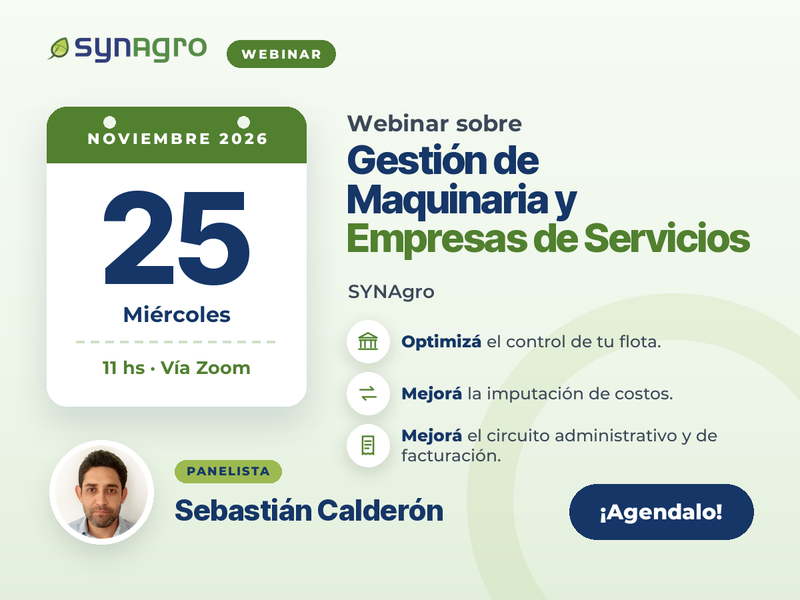 synAgro
WEBINAR
NOVIEMBRE 2026
25
Miércoles
11 hs · Vía Zoom
Webinar sobre
Gestión de
Maquinaria y
Empresas de Servicios
SYNAgro
Optimizá el control de tu flota.
Mejorá la imputación de costos.
Mejorá el circuito administrativo y de
facturación.
PANELISTA
Sebastián Calderón
¡Agendalo!